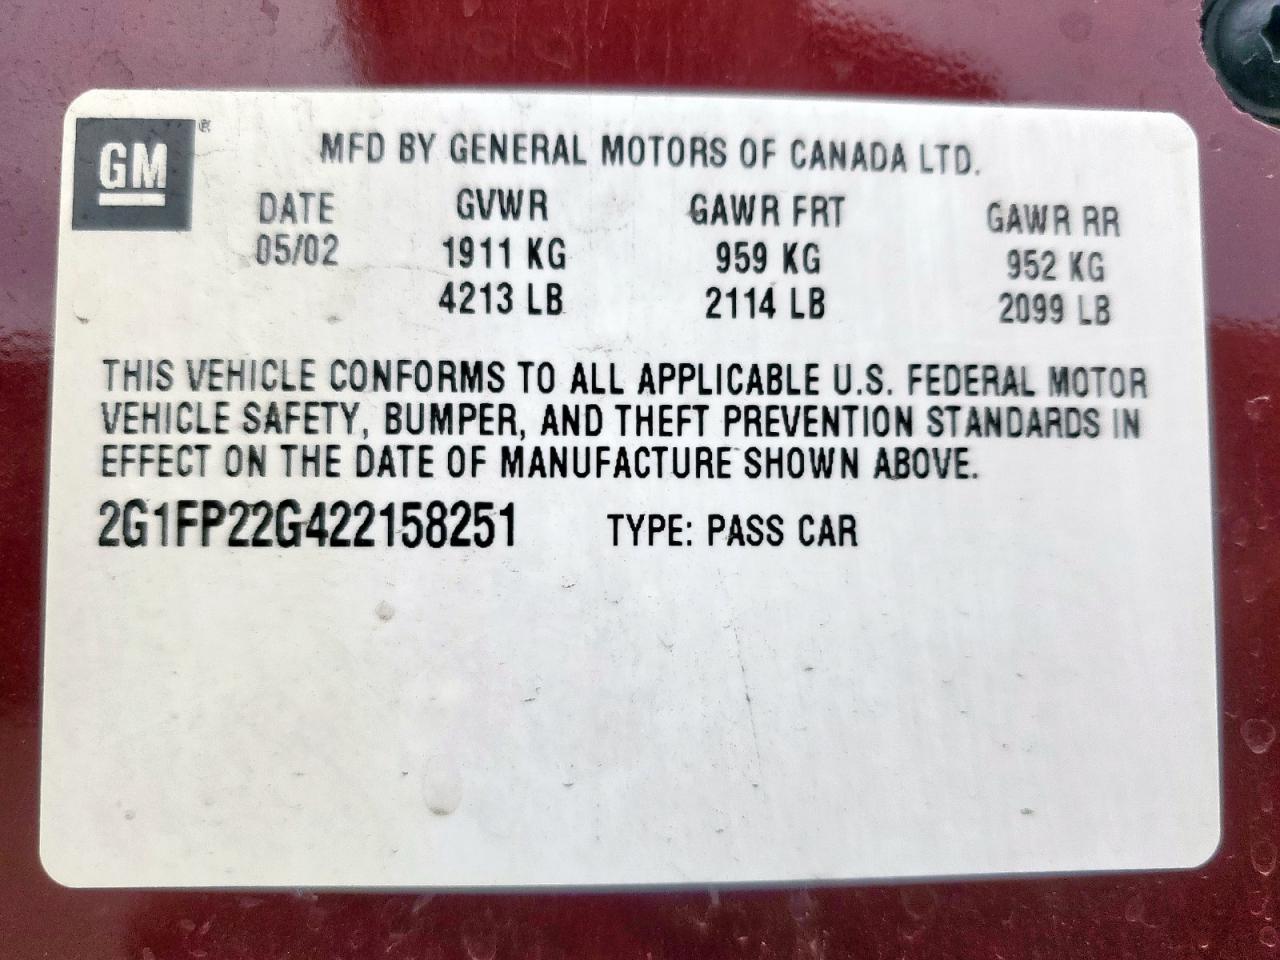 GM ®
MFD BY GENERAL MOTORS OF CANADA LTD.
DATE GVWR GAWR FRT GAWR RR
05/02 1911 KG 959 KG 952 KG
4213 LB 2114 LB 2099 LB
THIS VEHICLE CONFORMS TO ALL APPLICABLE U.S. FEDERAL MOTOR
VEHICLE SAFETY, BUMPER, AND THEFT PREVENTION STANDARDS IN
EFFECT ON THE DATE OF MANUFACTURE SHOWN ABOVE.
2G1FP22G422158251 TYPE: PASS CAR